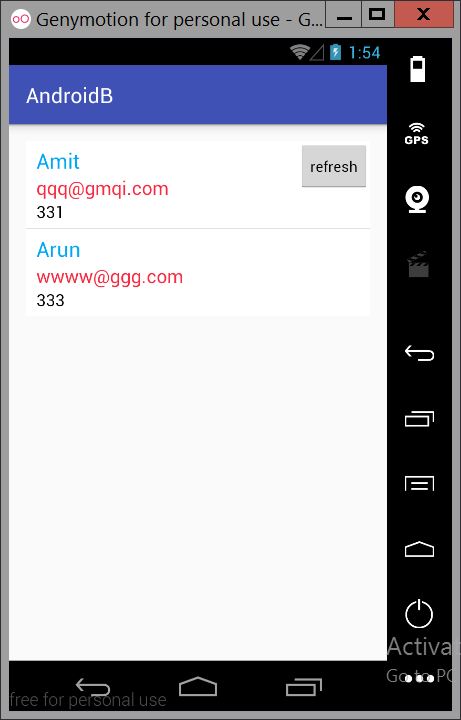 Genymotion for personal use - G...
1:54
AndroidB
Amit
refresh
qqq@gmqi.com
331
Arun
wwww@ggg.com
333
GPS
Activa
Go to PC
free for personal use